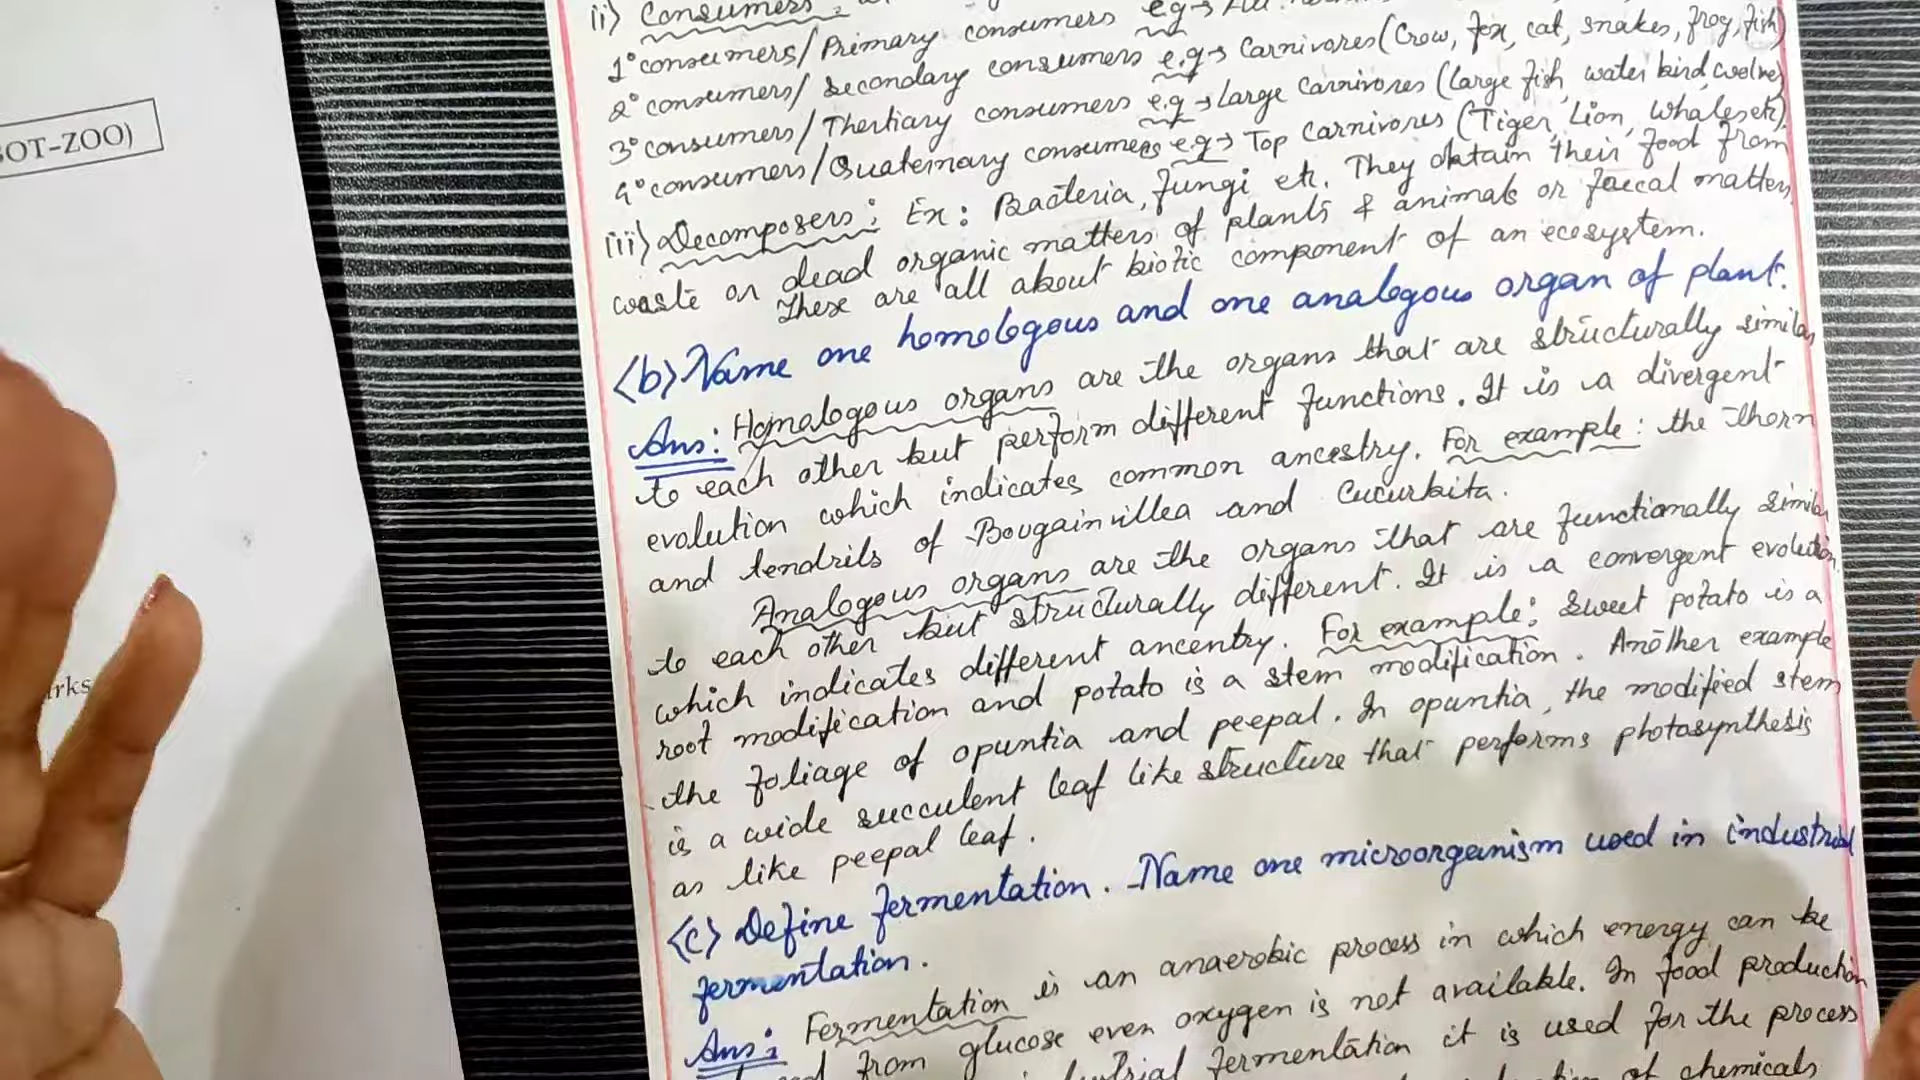 BOT-ZOO)
arks
ii) Consumers:
1° consumers/Primary consumers e.g→ All
2° consumers/ Secondary consumers e.g→ Carnivores (Crow, fox, cat, snakes, frog, fish)
3° consumers/Thertiary consumers e.g→ Large Carnivores (Large fish, water bird, wolves)
4° consumers/Quaternary consumers e.g→ Top Carnivores (Tiger, Lion, Whales etc).
iii) Decomposers: Ex: Bacteria, fungi etc. They obtain their food from
waste or dead organic matters of plants & animals or faecal matters.
These are all about biotic component of an ecosystem.
(b) Name one homologous and one analogous organ of plant.
Ans: Homologous organs are the organs that are structurally similar
to each other but perform different functions. It is a divergent
evolution which indicates common ancestry. For example: the thorn
and tendrils of Bougainvillea and Cucurbita.
Analogous organs are the organs that are functionally similar
to each other but structurally different. It is a convergent evolution
which indicates different ancentry. For example: Sweet potato is a
root modification and potato is a stem modification. Another example
the foliage of opuntia and peepal. In opuntia, the modified stem
is a wide succulent leaf like structure that performs photosynthesis
as like peepal leaf.
(c) Define fermentation. Name one microorganism used in industrial
fermentation.
Ans: Fermentation is an anaerobic process in which energy can be
from glucose even oxygen is not available. In food production
fermentation it is used for the process
of chemicals